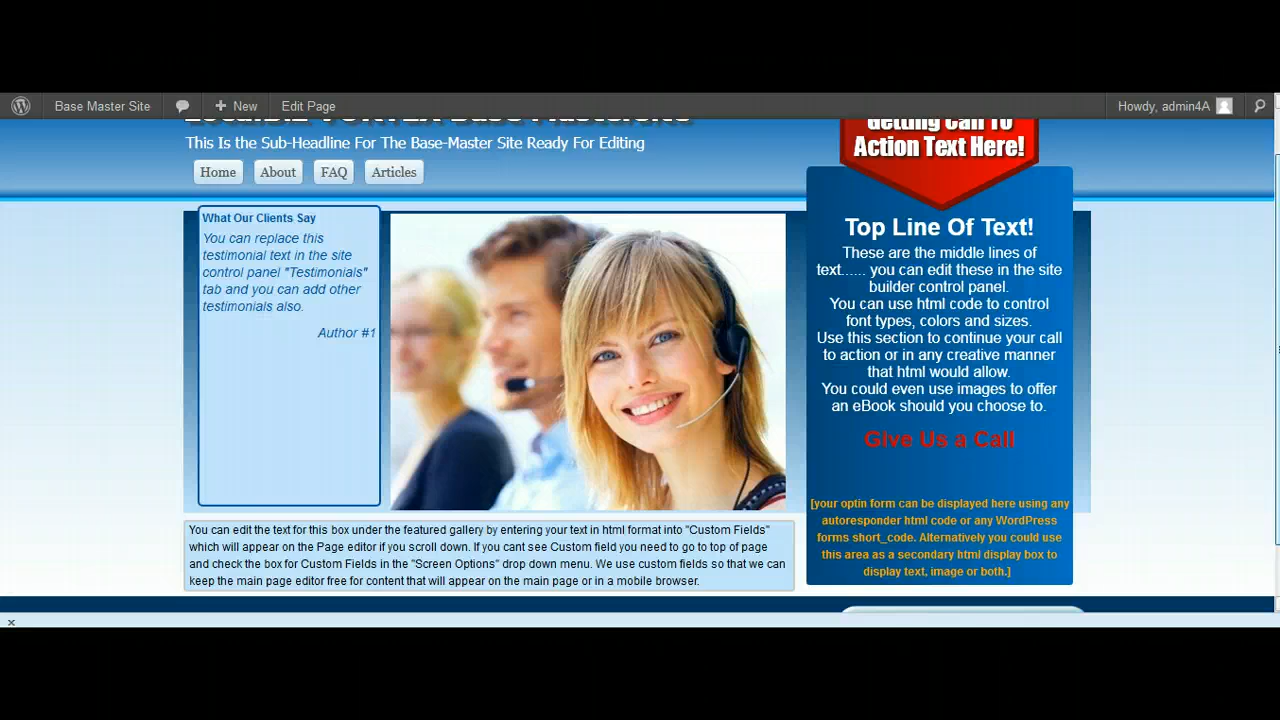 Base Master Site
New
Edit Page
Howdy, admin4A
This Is the Sub-Headline For The Base-Master Site Ready For Editing
Home
About
FAQ
Articles
Getting Call To
Action Text Here!
What Our Clients Say
You can replace this
testimonial text in the site
control panel "Testimonials"
tab and you can add other
testimonials also.
Author #1
Top Line Of Text!
These are the middle lines of
text...... you can edit these in the site
builder control panel.
You can use html code to control
font types, colors and sizes.
Use this section to continue your call
to action or in any creative manner
that html would allow.
You could even use images to offer
an eBook should you choose to.
Give Us a Call
[your optin form can be displayed here using any
autoresponder html code or any WordPress
forms short_code. Alternatively you could use
this area as a secondary html display box to
display text, image or both.]
You can edit the text for this box under the featured gallery by entering your text in html format into "Custom Fields"
which will appear on the Page editor if you scroll down. If you cant see Custom field you need to go to top of page
and check the box for Custom Fields in the "Screen Options" drop down menu. We use custom fields so that we can
keep the main page editor free for content that will appear on the main page or in a mobile browser.
x